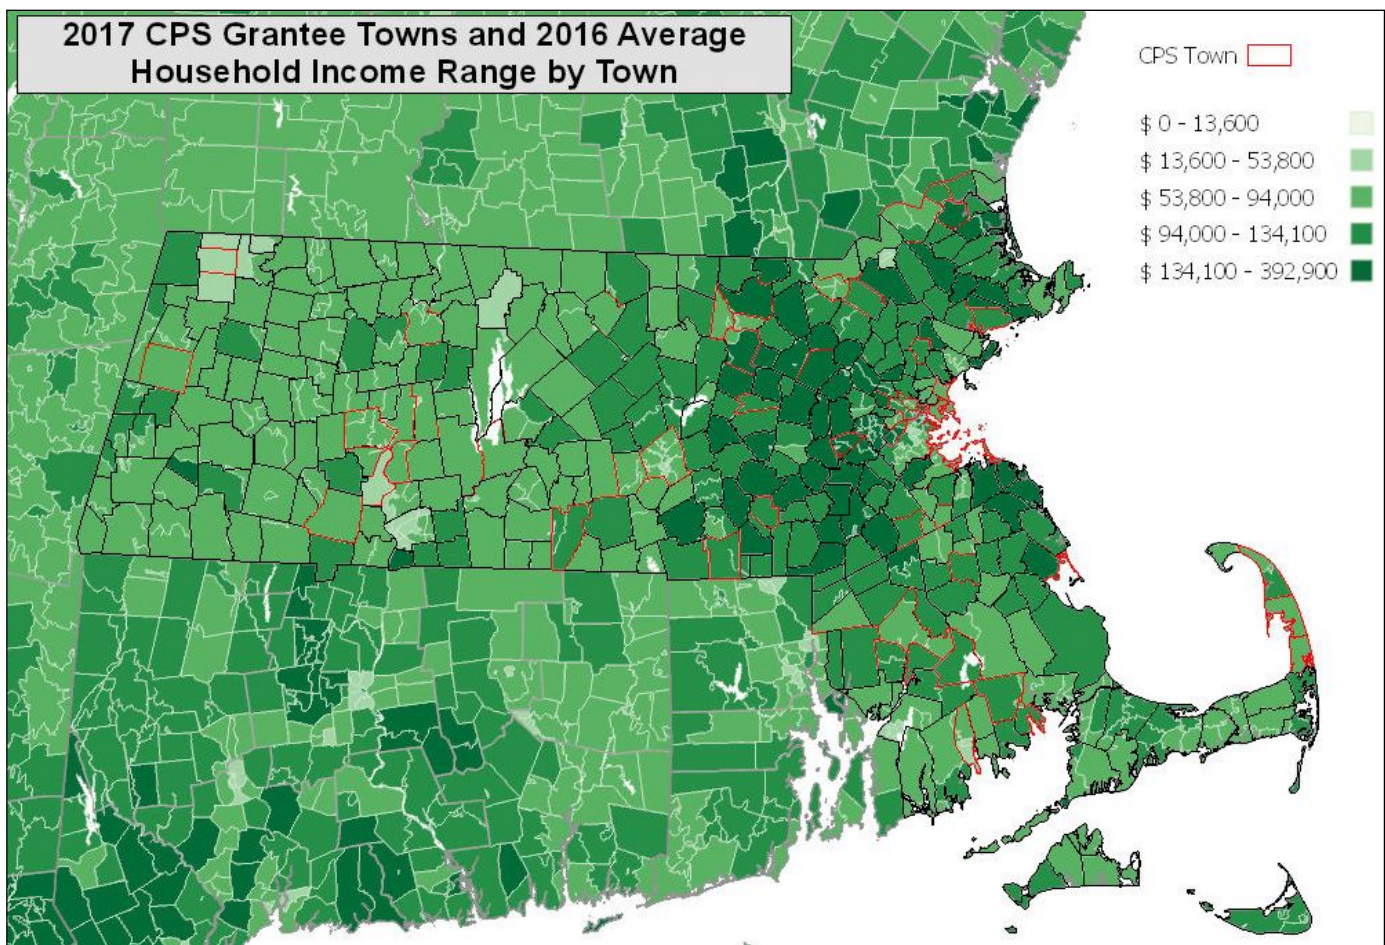 2017 CPS Grantee Towns and 2016 Average
Household Income Range by Town
CPS Town
$ 0 - 13,600
$ 13,600 - 53,800
$ 53,800 - 94,000
$ 94,000 - 134,100
$ 134,100 - 392,900